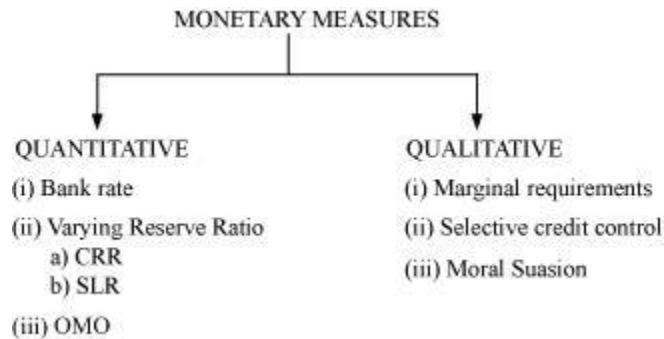 MONETARY MEASURES
QUANTITATIVE
(i) Bank rate
(ii) Varying Reserve Ratio
a) CRR
b) SLR
(iii) OMO
QUALITATIVE
(i) Marginal requirements
(ii) Selective credit control
(iii) Moral Suasion